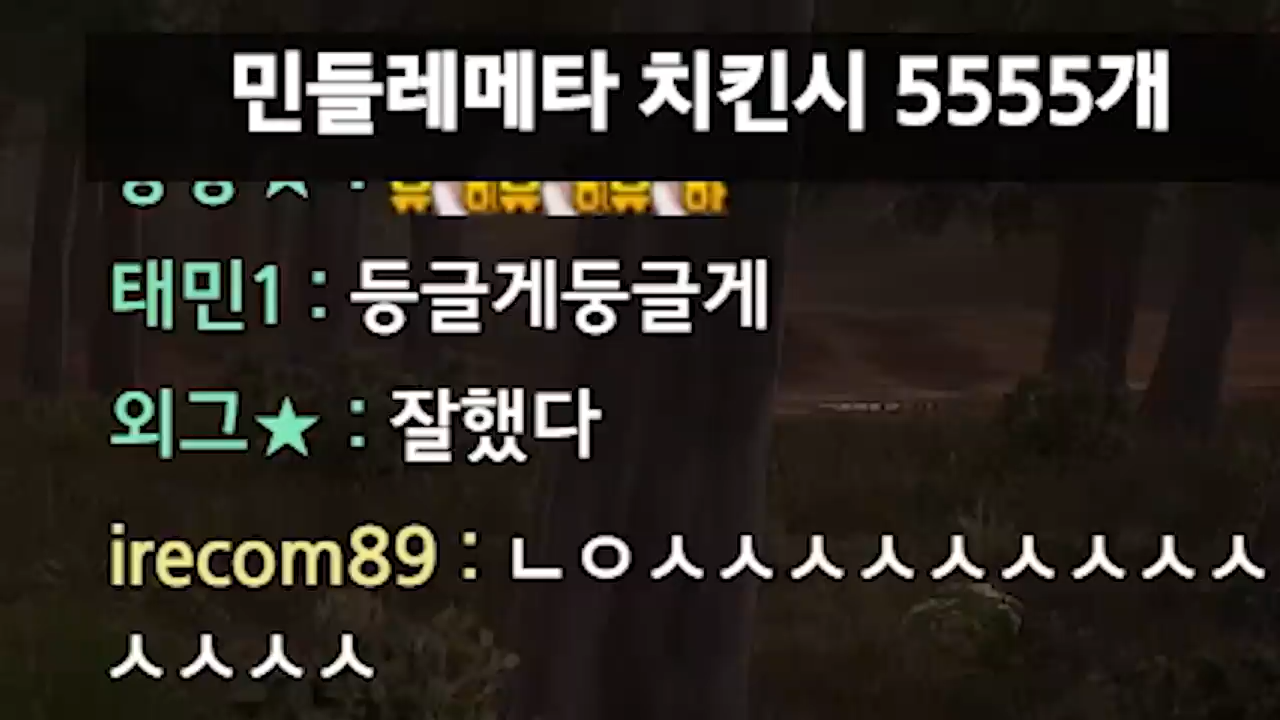 민들레메타 치킨시 5555개
태민1 : 둥글게둥글게
외그★ : 잘했다
irecom89 : ㄴㅇㅅㅅㅅㅅㅅㅅㅅㅅㅅ
ㅅㅅㅅㅅ